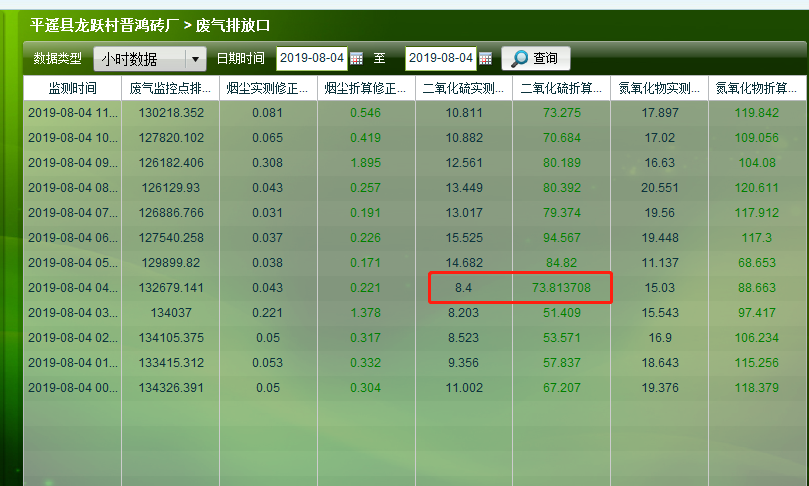 平遥县龙跃村晋鸿砖厂 > 废气排放口
数据类型 小时数据 日期时间 2019-08-04 至 2019-08-04 查询
监测时间 废气监控点排... 烟尘实测修正... 烟尘折算修正... 二氧化硫实测... 二氧化硫折算... 氮氧化物实测... 氮氧化物折算...
2019-08-04 11... 130218.352 0.081 0.546 10.811 73.275 17.897 119.842
2019-08-04 10... 127820.102 0.065 0.419 10.882 70.684 17.02 109.056
2019-08-04 09... 126182.406 0.308 1.895 12.561 80.189 16.63 104.08
2019-08-04 08... 126129.93 0.043 0.257 13.449 80.392 20.551 120.611
2019-08-04 07... 126886.766 0.031 0.191 13.017 79.374 19.56 117.912
2019-08-04 06... 127540.258 0.037 0.226 15.525 94.567 19.448 117.3
2019-08-04 05... 129899.82 0.038 0.171 14.682 84.82 11.137 68.653
2019-08-04 04... 132679.141 0.043 0.221 8.4 73.813708 15.03 88.663
2019-08-04 03... 134037 0.221 1.378 8.203 51.409 15.543 97.417
2019-08-04 02... 134105.375 0.05 0.317 8.523 53.571 16.9 106.234
2019-08-04 01... 133415.312 0.053 0.332 9.356 57.837 18.643 115.256
2019-08-04 00... 134326.391 0.05 0.304 11.002 67.207 19.376 118.379